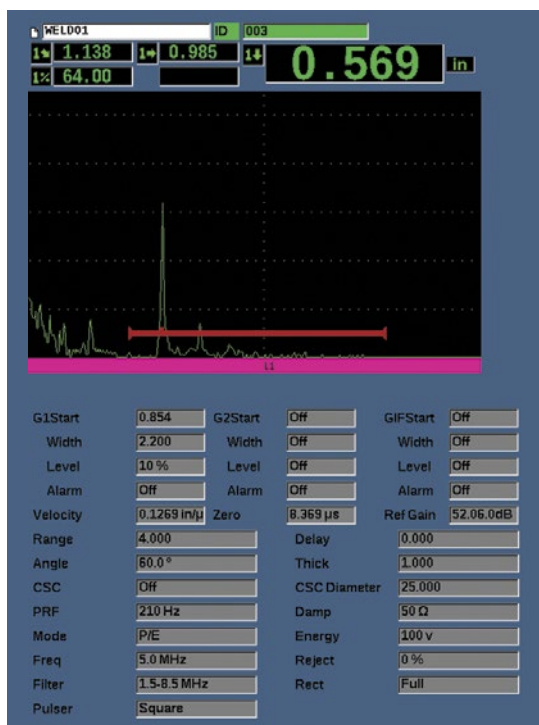 WELD01 ID 003
1 1.138 1 0.985 1 0.569 in
1% 64.00
L1
G1Start 0.854 G2Start Off GIFStart Off
Width 2.200 Width Off Width Off
Level 10 % Level Off Level Off
Alarm Off Alarm Off Alarm Off
Velocity 0.1269 in/µ Zero 8.369 µs Ref Gain 52.06.0dB
Range 4.000 Delay 0.000
Angle 60.0 ° Thick 1.000
CSC Off CSC Diameter 25.000
PRF 210 Hz Damp 50 Ω
Mode P/E Energy 100 v
Freq 5.0 MHz Reject 0 %
Filter 1.5-8.5 MHz Rect Full
Pulser Square